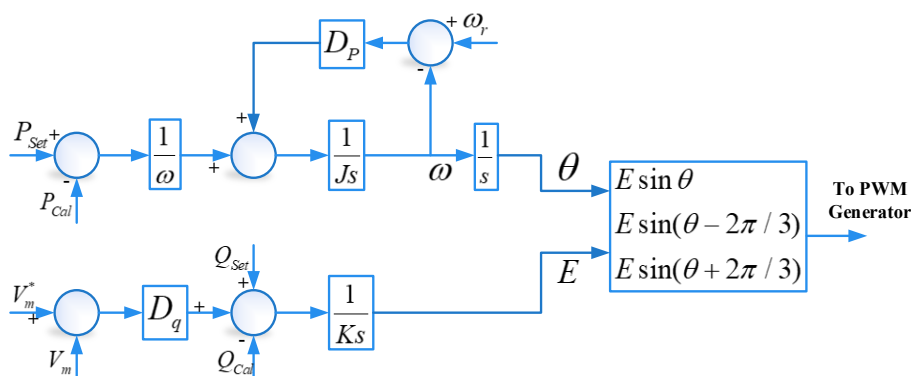 + ω_r
D_P
-
P_Set +
1/ω
+
+
1/Js
ω
1/s
θ
-
P_Cal
E sin θ
E sin(θ − 2π / 3)
E sin(θ + 2π / 3)
To PWM
Generator
Q_Set
V_m^*
+
D_q
+
+
-
1/Ks
E
V_m
Q_Cal